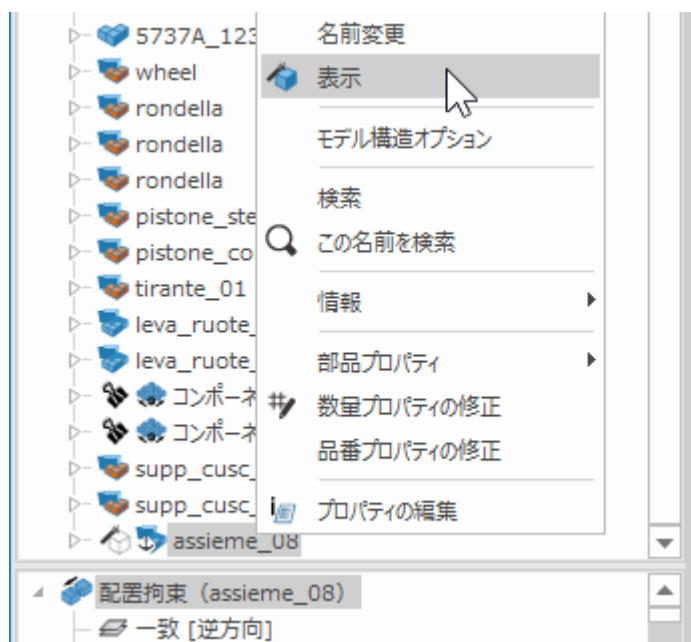 5737A_123
wheel
rondella
rondella
rondella
pistone_ste
pistone_co
tirante_01
leva_ruote_
leva_ruote_
コンポーネ
コンポーネ
supp_cusc_
supp_cusc_
assieme_08
名前変更
表示
モデル構造オプション
検索
この名前を検索
情報
部品プロパティ
数量プロパティの修正
品番プロパティの修正
プロパティの編集
配置拘束（assieme_08）
一致 [逆方向]